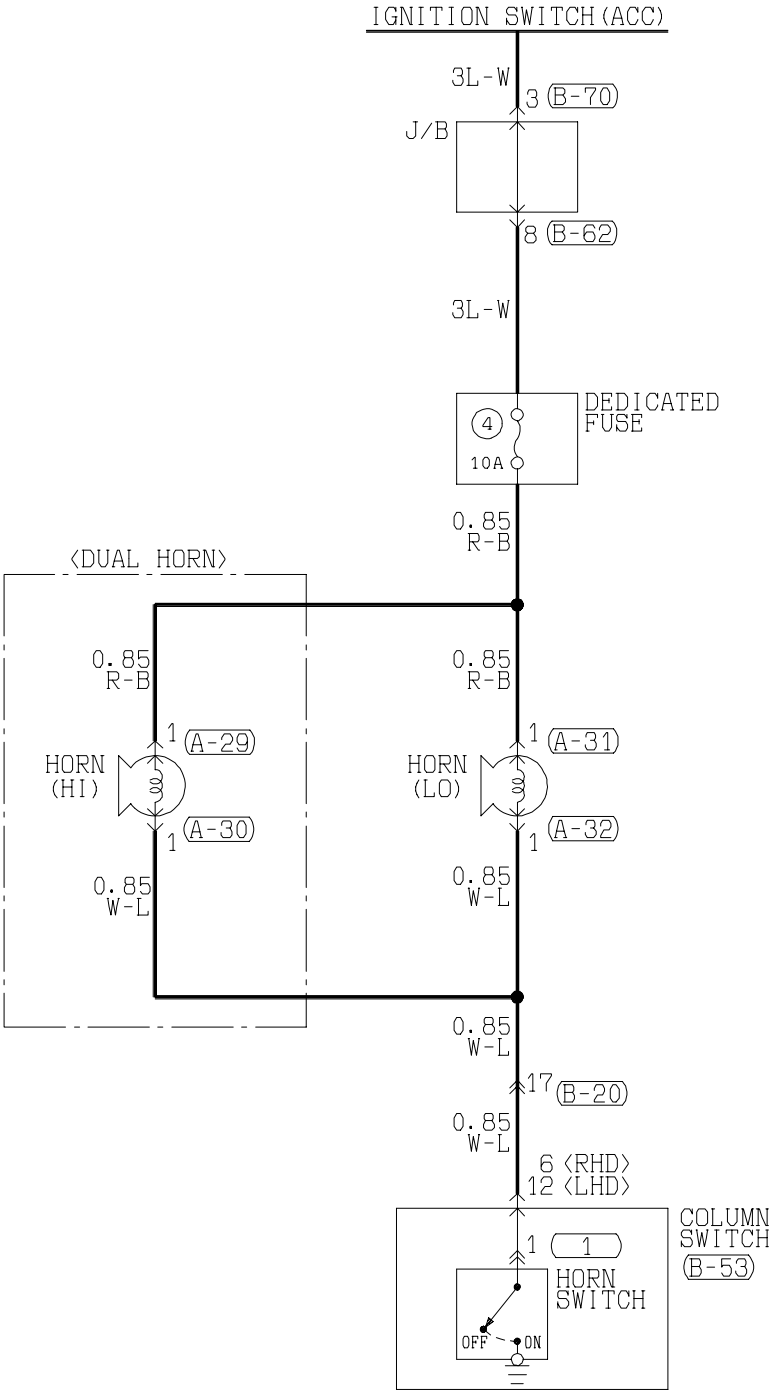 IGNITION SWITCH(ACC)
3L-W
3 (B-70)
J/B
8 (B-62)
3L-W
DEDICATED
FUSE
4
10A
0.85
R-B
<DUAL HORN>
0.85
R-B
0.85
R-B
1 (A-29)
1 (A-31)
HORN
(HI)
HORN
(LO)
1 (A-30)
1 (A-32)
0.85
W-L
0.85
W-L
0.85
W-L
17 (B-20)
0.85
W-L
6 <RHD>
12 <LHD>
COLUMN
SWITCH
(B-53)
1 ( 1 )
HORN
SWITCH
OFF ON